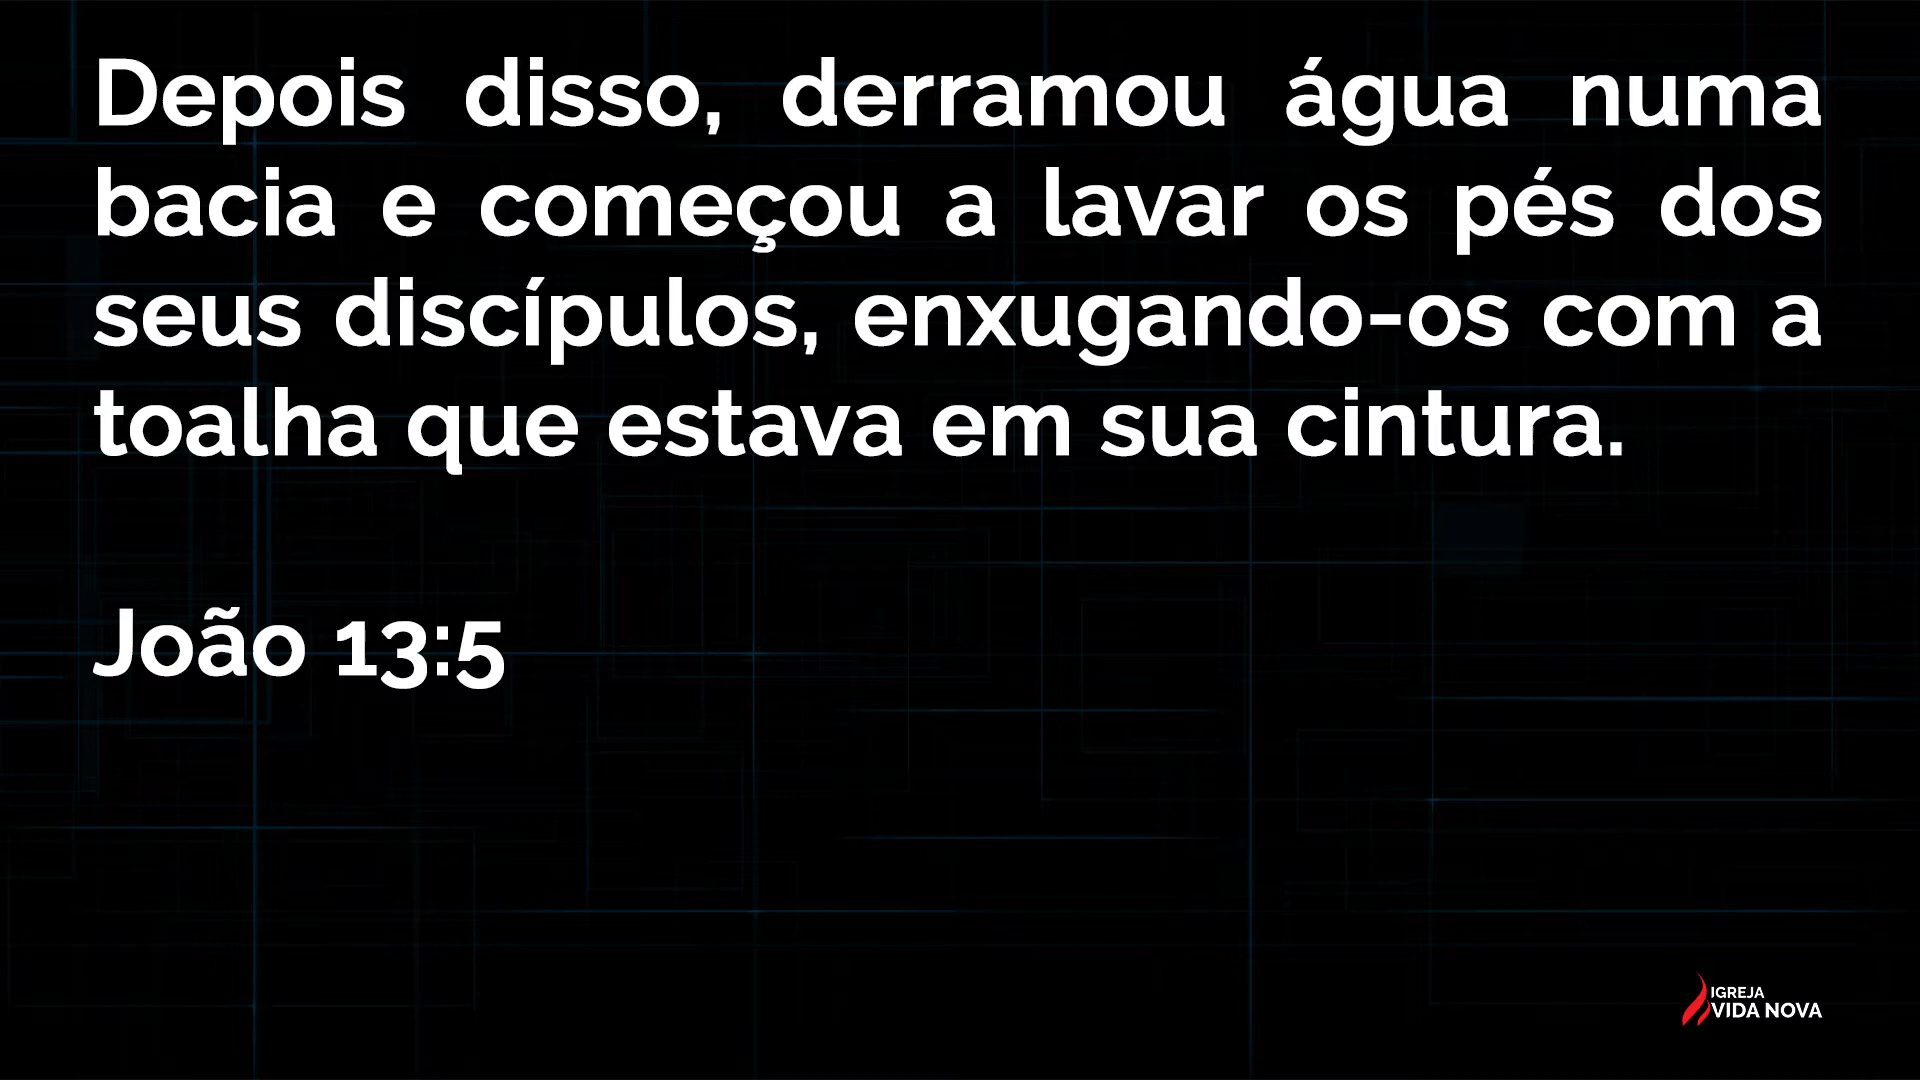 Depois disso, derramou água numa
bacia e começou a lavar os pés dos
seus discípulos, enxugando-os com a
toalha que estava em sua cintura.
João 13:5
IGREJA
VIDA NOVA